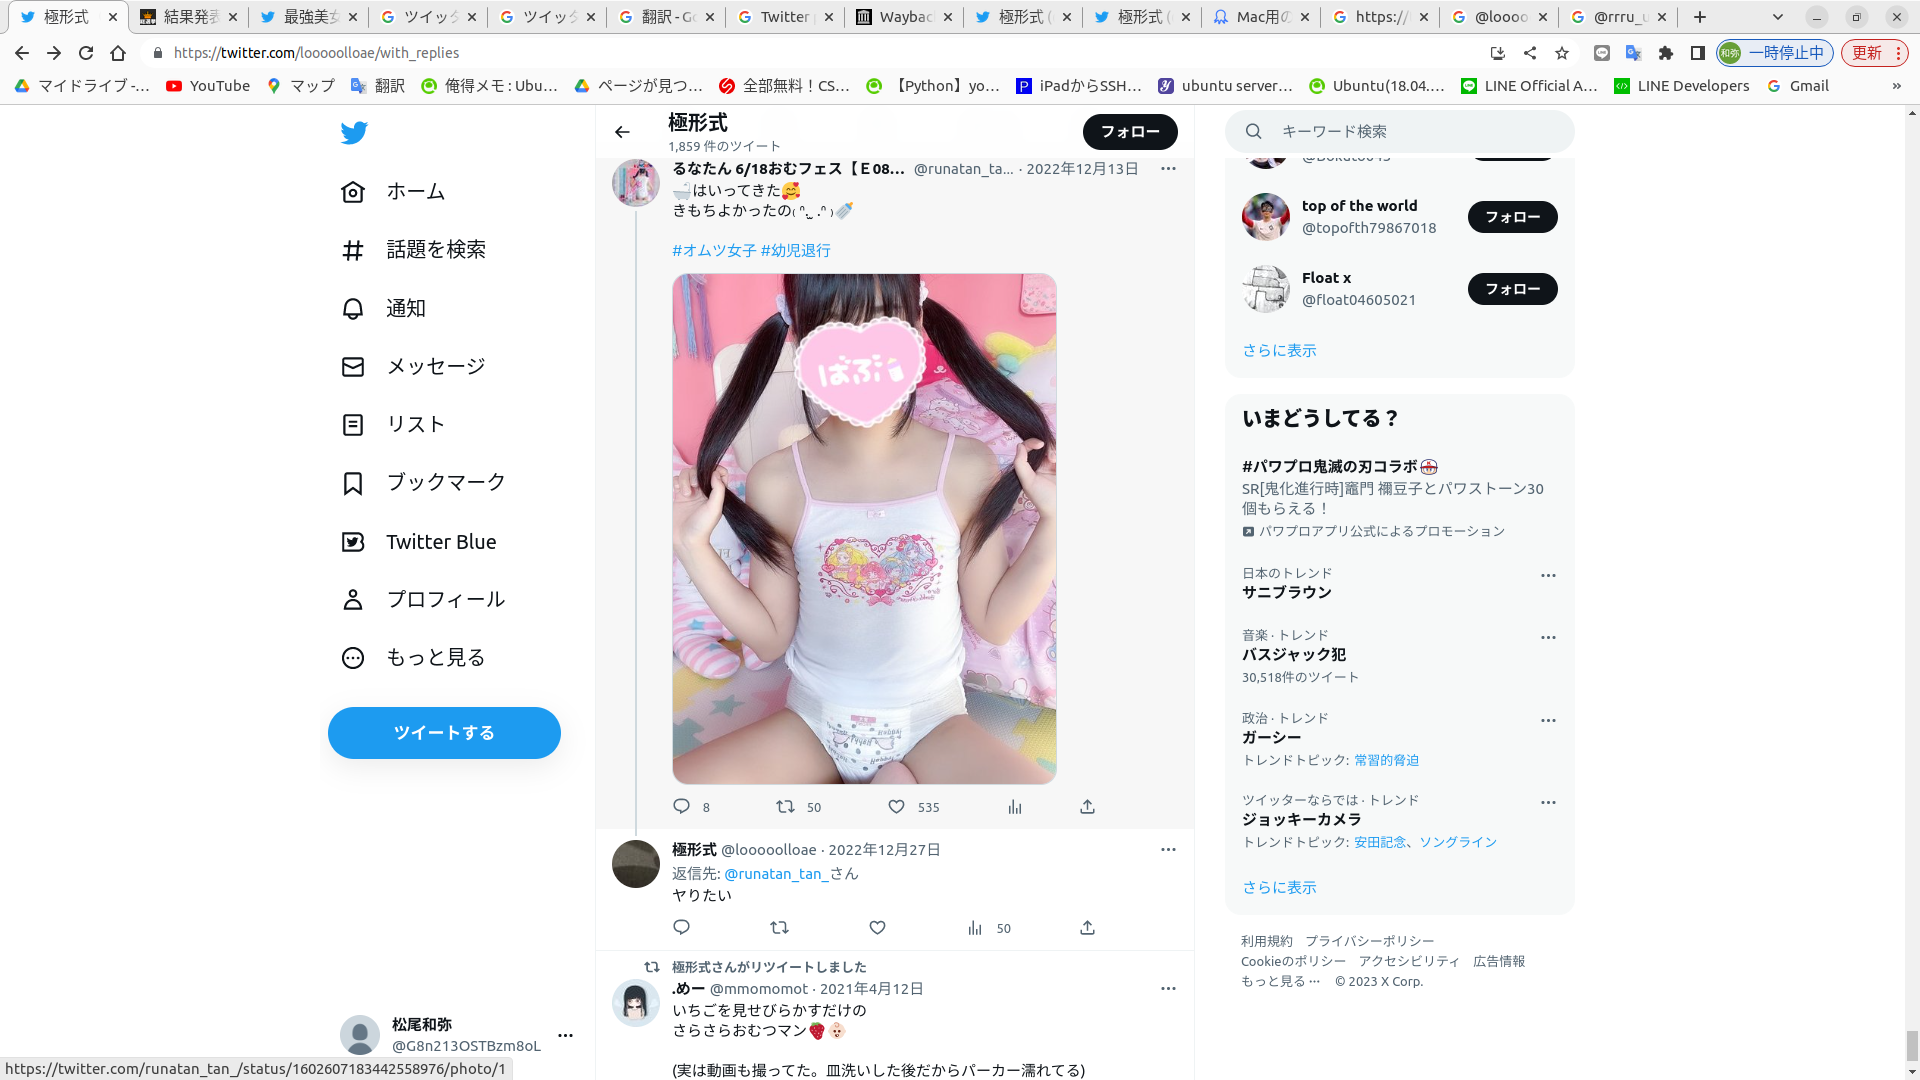 極形式
結果発表
最強美女
ツイッタ
ツイッタ
翻訳 - Go
Twitter p
Wayback
極形式 (
極形式 (
Mac用の
https://
@loooo
@rrru_u
https://twitter.com/looooolloae/with_replies
和弥 一時停止中
更新
マイドライブ -…
YouTube
マップ
翻訳
俺得メモ : Ubu…
ページが見つ…
全部無料！CS…
【Python】yo…
iPadからSSH…
ubuntu server…
Ubuntu(18.04.…
LINE Official A…
LINE Developers
Gmail
»
ホーム
話題を検索
通知
メッセージ
リスト
ブックマーク
Twitter Blue
プロフィール
もっと見る
ツイートする
松尾和弥
@G8n213OSTBzm8oL
https://twitter.com/runatan_tan_/status/1602607183442558976/photo/1
極形式
1,859 件のツイート
フォロー
るなたん 6/18おむフェス【Ｅ08… @runatan_ta… · 2022年12月13日
🛁はいってきた🥰
きもちよかったの
#オムツ女子 #幼児退行
ばぶ
8 50 535
極形式 @looooolloae · 2022年12月27日
返信先: @runatan_tan_さん
ヤりたい
50
極形式さんがリツイートしました
.めー @mmomomot · 2021年4月12日
いちごを見せびらかすだけの
さらさらおむつマン🍓👶🏻
(実は動画も撮ってた。皿洗いした後だからパーカー濡れてる)
キーワード検索
top of the world
@topofth79867018
フォロー
Float x
@float04605021
フォロー
さらに表示
いまどうしてる？
#パワプロ鬼滅の刃コラボ
SR[鬼化進行時]竈門 禰豆子とパワストーン30
個もらえる！
パワプロアプリ公式によるプロモーション
日本のトレンド
サニブラウン
音楽 · トレンド
バスジャック犯
30,518件のツイート
政治 · トレンド
ガーシー
トレンドトピック: 常習的脅迫
ツイッターならでは · トレンド
ジョッキーカメラ
トレンドトピック: 安田記念、ソングライン
さらに表示
利用規約 プライバシーポリシー
Cookieのポリシー アクセシビリティ 広告情報
もっと見る … © 2023 X Corp.